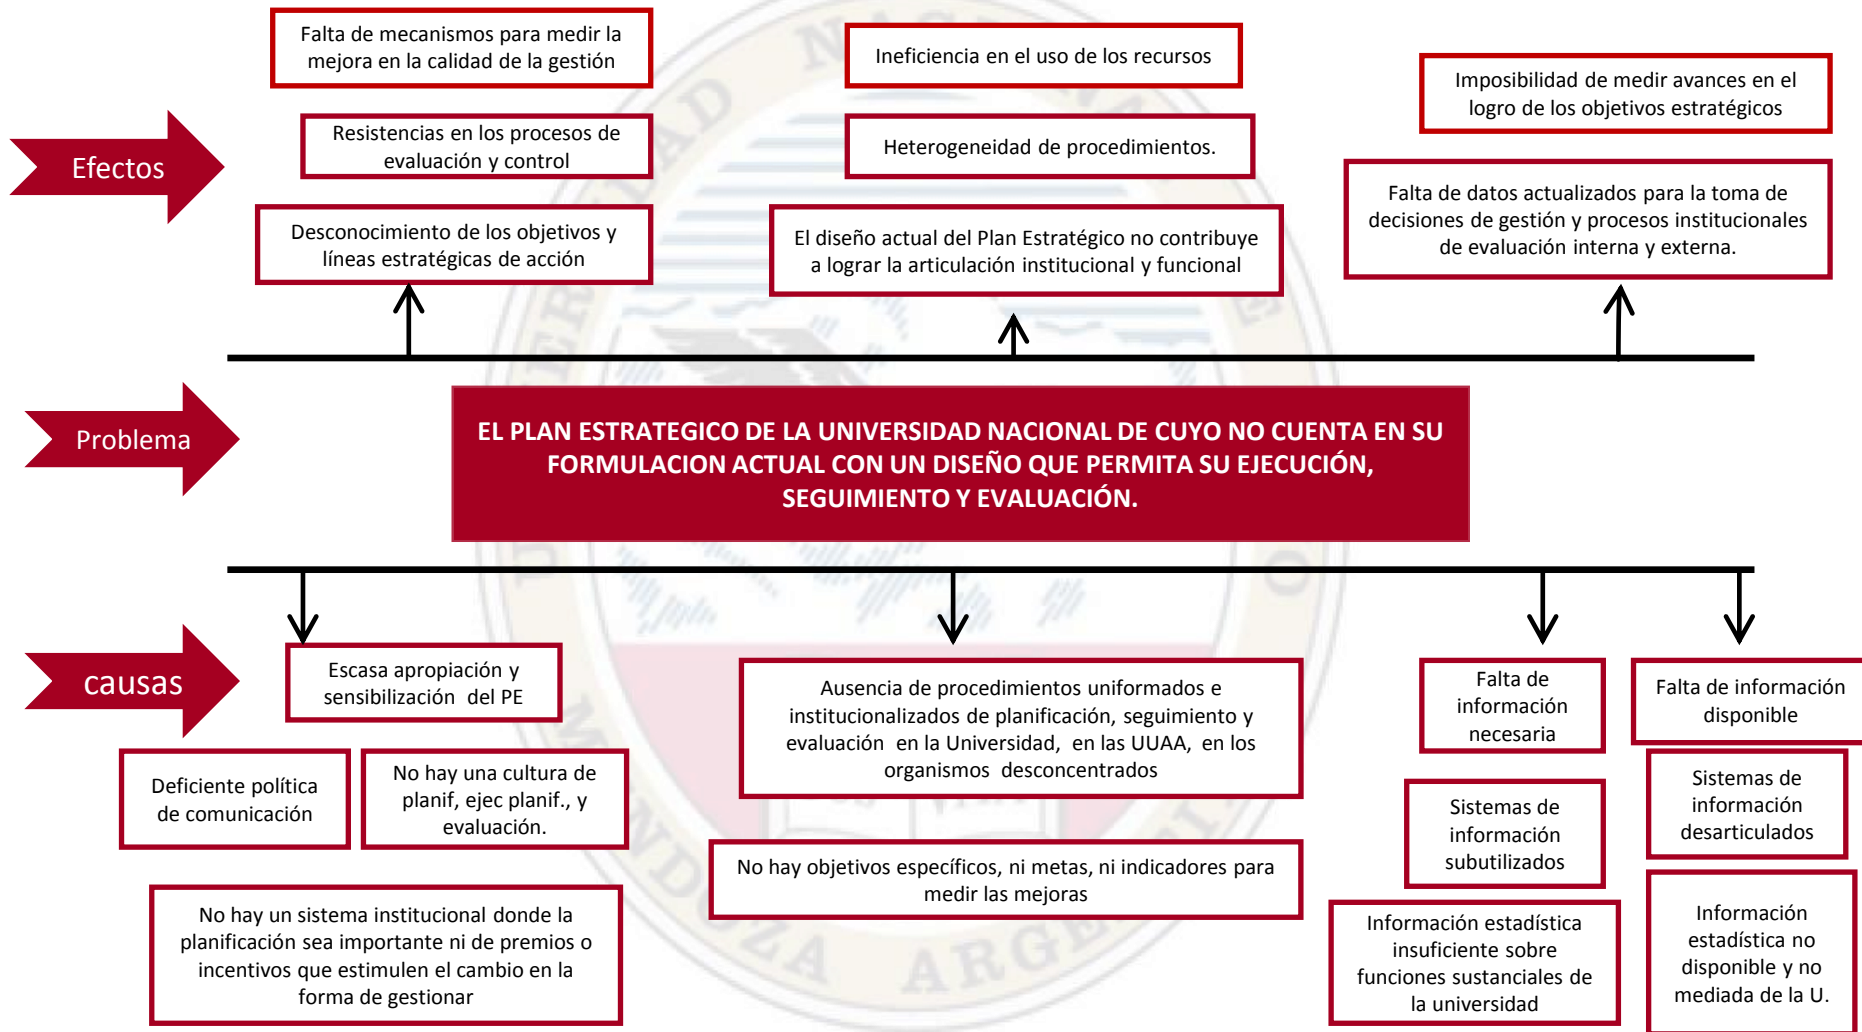 Falta de mecanismos para medir la
mejora en la calidad de la gestión
Ineficiencia en el uso de los recursos
Imposibilidad de medir avances en el
logro de los objetivos estratégicos
Efectos
Resistencias en los procesos de
evaluación y control
Heterogeneidad de procedimientos.
Falta de datos actualizados para la toma de
decisiones de gestión y procesos institucionales
de evaluación interna y externa.
Desconocimiento de los objetivos y
líneas estratégicas de acción
El diseño actual del Plan Estratégico no contribuye
a lograr la articulación institucional y funcional
Problema
EL PLAN ESTRATEGICO DE LA UNIVERSIDAD NACIONAL DE CUYO NO CUENTA EN SU
FORMULACION ACTUAL CON UN DISEÑO QUE PERMITA SU EJECUCIÓN,
SEGUIMIENTO Y EVALUACIÓN.
causas
Escasa apropiación y
sensibilización del PE
Deficiente política
de comunicación
No hay una cultura de
planif, ejec planif., y
evaluación.
No hay un sistema institucional donde la
planificación sea importante ni de premios o
incentivos que estimulen el cambio en la
forma de gestionar
Ausencia de procedimientos uniformados e
institucionalizados de planificación, seguimiento y
evaluación en la Universidad, en las UUAA, en los
organismos desconcentrados
No hay objetivos específicos, ni metas, ni indicadores para
medir las mejoras
Falta de
información
necesaria
Sistemas de
información
subutilizados
Información estadística
insuficiente sobre
funciones sustanciales de
la universidad
Falta de información
disponible
Sistemas de
información
desarticulados
Información
estadística no
disponible y no
mediada de la U.
MENDOZA ARGENTINA